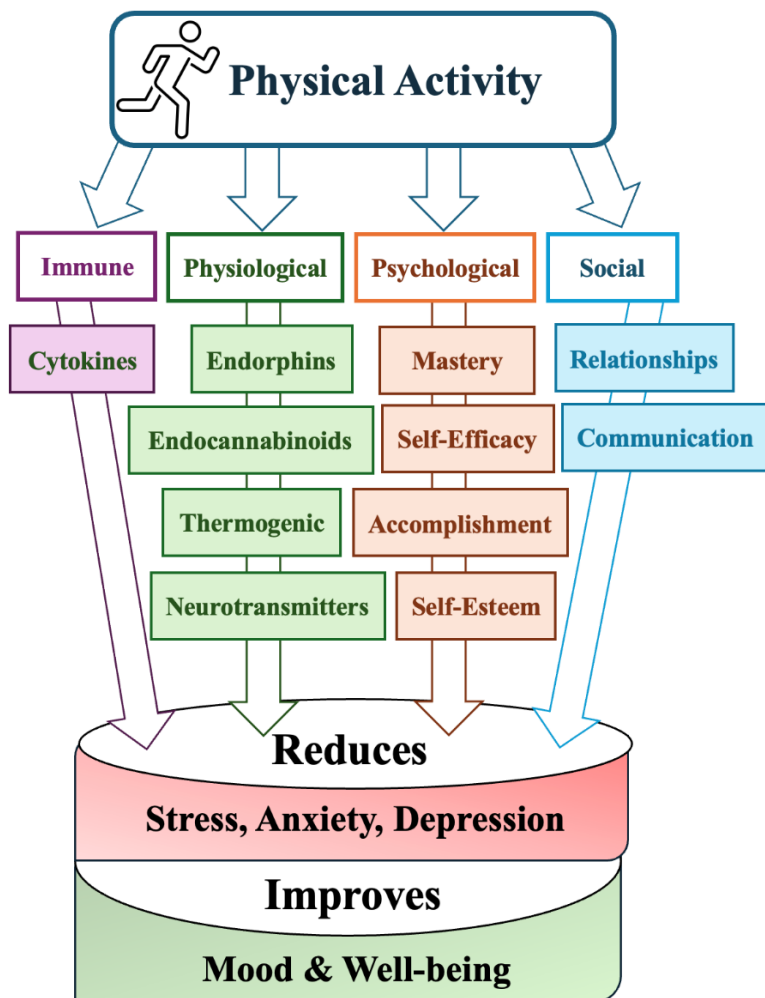 Physical Activity
Immune
Physiological
Psychological
Social
Cytokines
Endorphins
Mastery
Relationships
Endocannabinoids
Self-Efficacy
Communication
Thermogenic
Accomplishment
Neurotransmitters
Self-Esteem
Reduces
Stress, Anxiety, Depression
Improves
Mood & Well-being